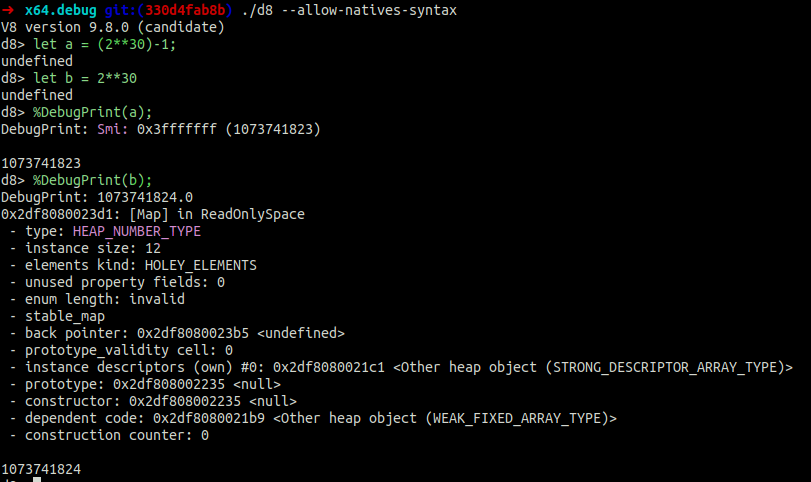 → x64.debug git:(330d4fab8b) ./d8 --allow-natives-syntax
V8 version 9.8.0 (candidate)
d8> let a = (2**30)-1;
undefined
d8> let b = 2**30
undefined
d8> %DebugPrint(a);
DebugPrint: Smi: 0x3fffffff (1073741823)

1073741823
d8> %DebugPrint(b);
DebugPrint: 1073741824.0
0x2df8080023d1: [Map] in ReadOnlySpace
 - type: HEAP_NUMBER_TYPE
 - instance size: 12
 - elements kind: HOLEY_ELEMENTS
 - unused property fields: 0
 - enum length: invalid
 - stable_map
 - back pointer: 0x2df8080023b5 <undefined>
 - prototype_validity cell: 0
 - instance descriptors (own) #0: 0x2df8080021c1 <Other heap object (STRONG_DESCRIPTOR_ARRAY_TYPE)>
 - prototype: 0x2df808002235 <null>
 - constructor: 0x2df808002235 <null>
 - dependent code: 0x2df8080021b9 <Other heap object (WEAK_FIXED_ARRAY_TYPE)>
 - construction counter: 0

1073741824
d8>